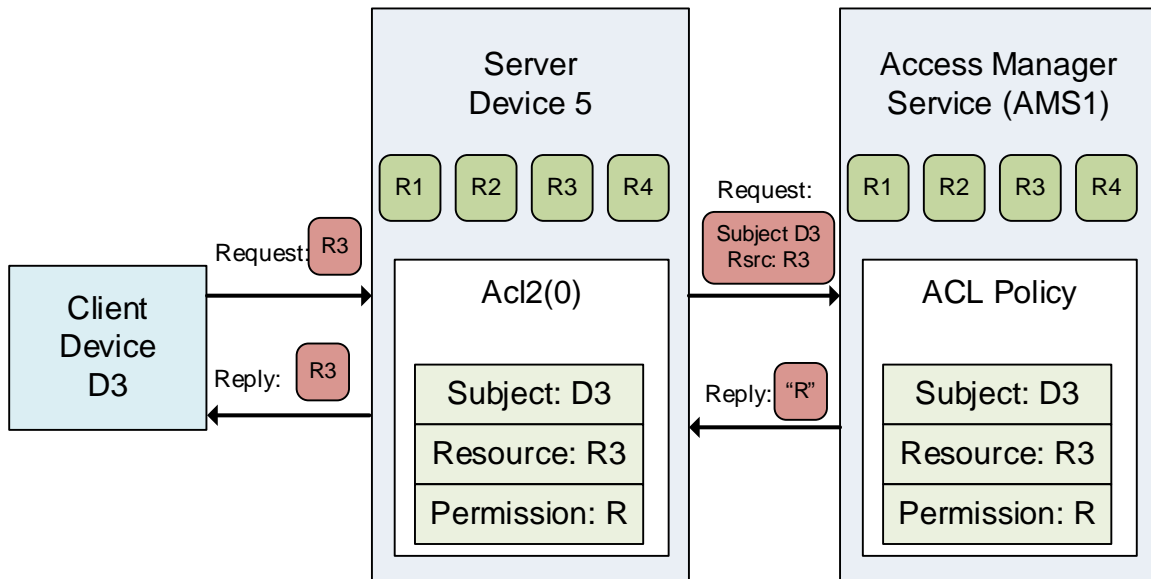 Server
Device 5
Access Manager
Service (AMS1)
R1 R2 R3 R4
Request:
R1 R2 R3 R4
Request: R3
Subject D3
Rsrc: R3
Client
Device
D3
Acl2(0)
ACL Policy
Reply: R3
Reply: “R”
Subject: D3
Resource: R3
Permission: R
Subject: D3
Resource: R3
Permission: R